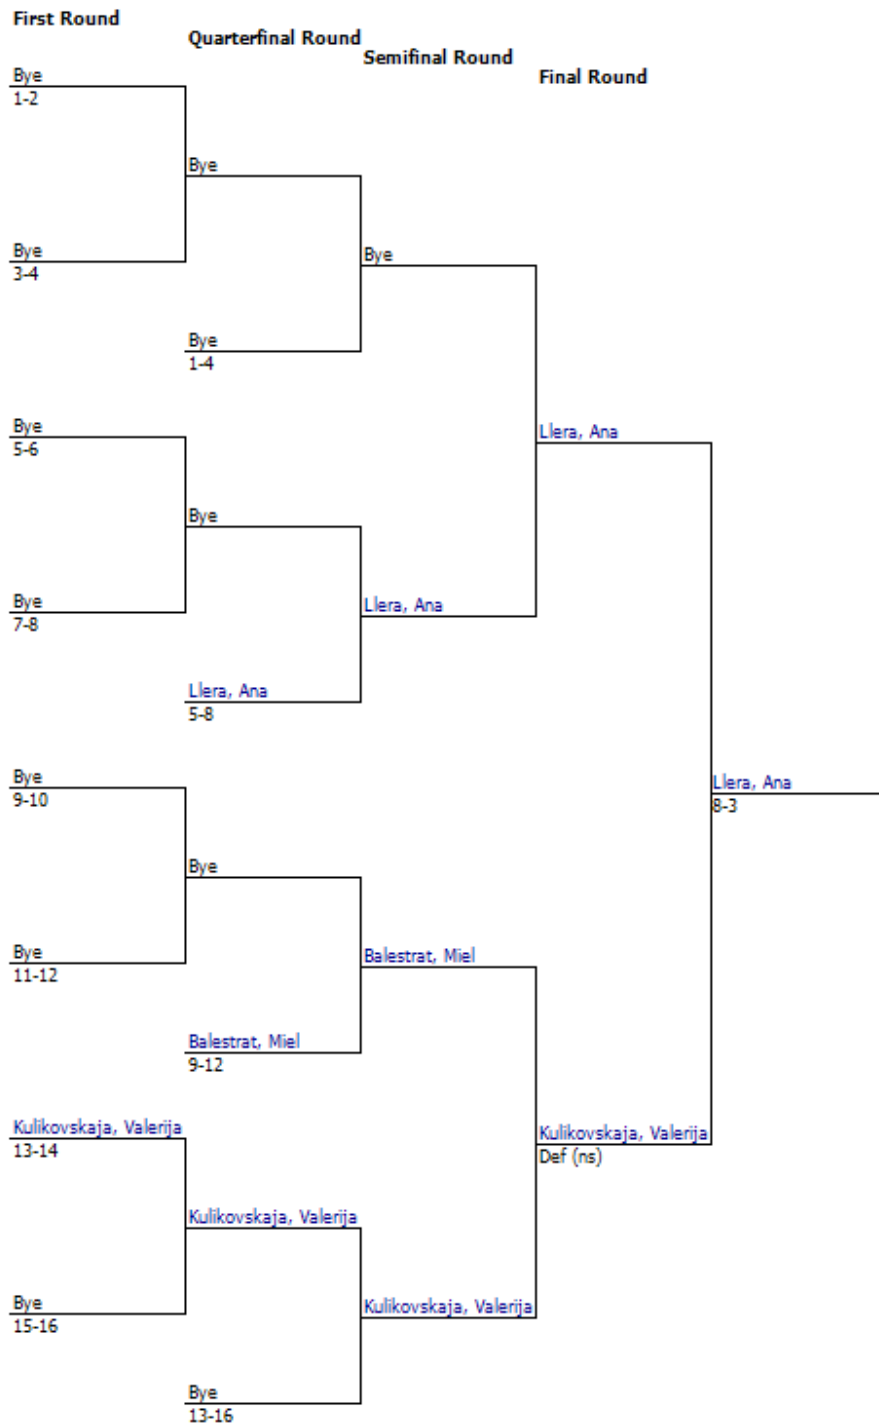 First Round
Quarterfinal Round
Semifinal Round
Final Round
Bye
1-2
Bye
Bye
3-4
Bye
Bye
1-4
Bye
5-6
Llera, Ana
Bye
Bye
7-8
Llera, Ana
Llera, Ana
5-8
Bye
9-10
Llera, Ana
8-3
Bye
Bye
11-12
Balestrat, Miel
Balestrat, Miel
9-12
Kulikovskaja, Valerija
13-14
Kulikovskaja, Valerija
Def (ns)
Kulikovskaja, Valerija
Bye
15-16
Kulikovskaja, Valerija
Bye
13-16